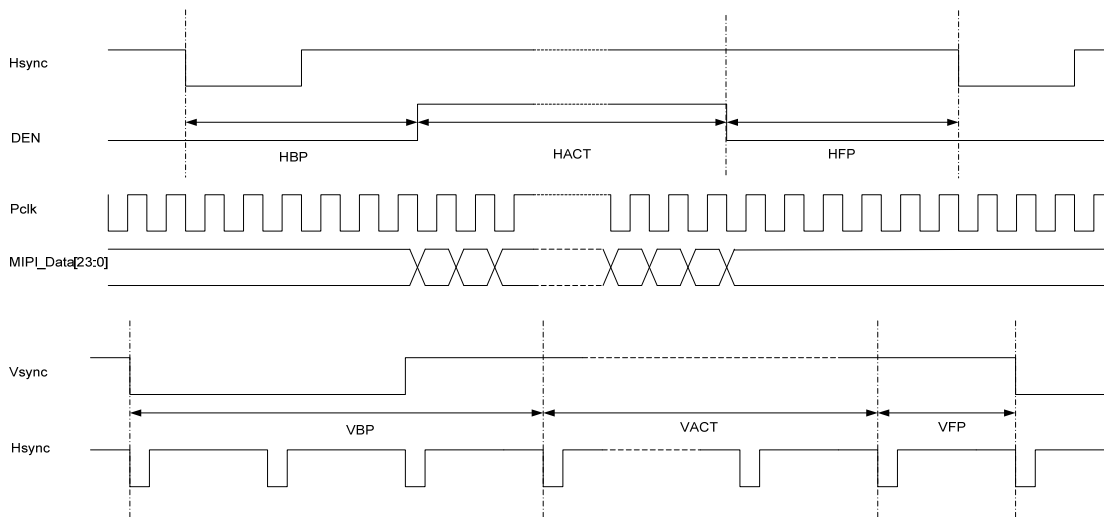 Hsync
DEN
HBP
HACT
HFP
Pclk
MIPI_Data[23:0]
Vsync
VBP
VACT
VFP
Hsync